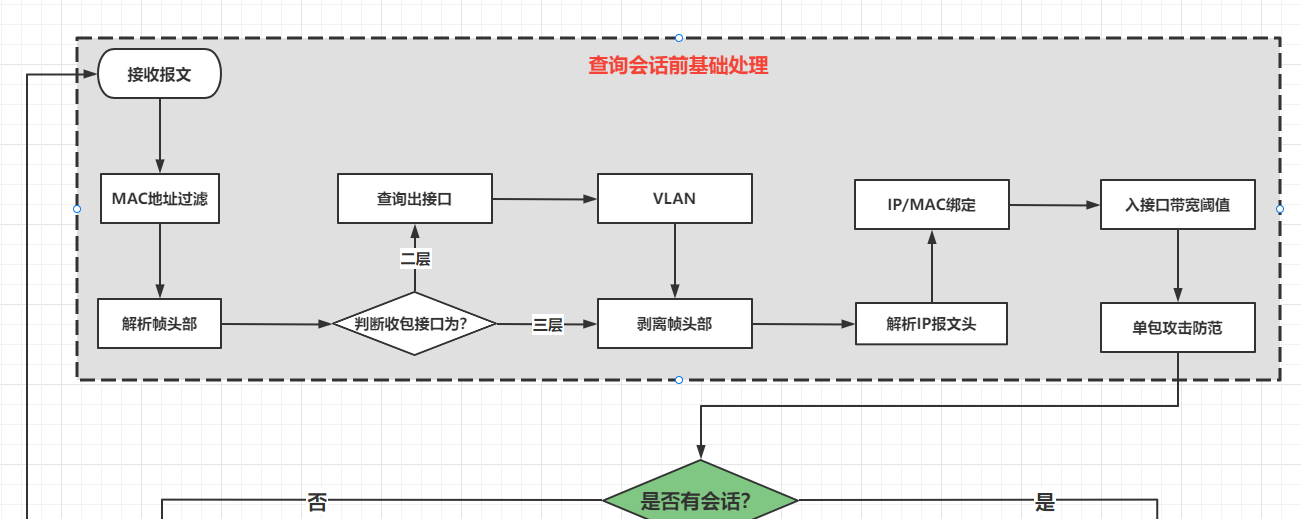 查询会话前基础处理
接收报文
MAC地址过滤
查询出接口
VLAN
IP/MAC绑定
入接口带宽阈值
二层
解析帧头部
判断收包接口为?
三层
剥离帧头部
解析IP报文头
单包攻击防范
否
是否有会话?
是